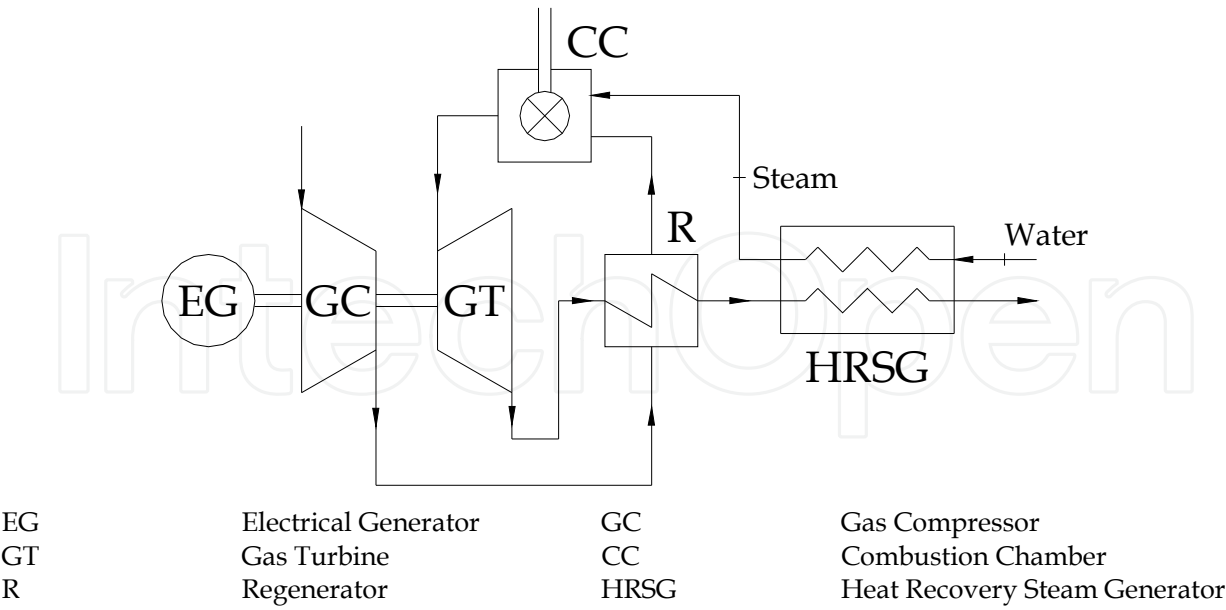 CC
Steam
R
Water
EG GC GT
HRSG
IntechOpen
EG Electrical Generator GC Gas Compressor
GT Gas Turbine CC Combustion Chamber
R Regenerator HRSG Heat Recovery Steam Generator